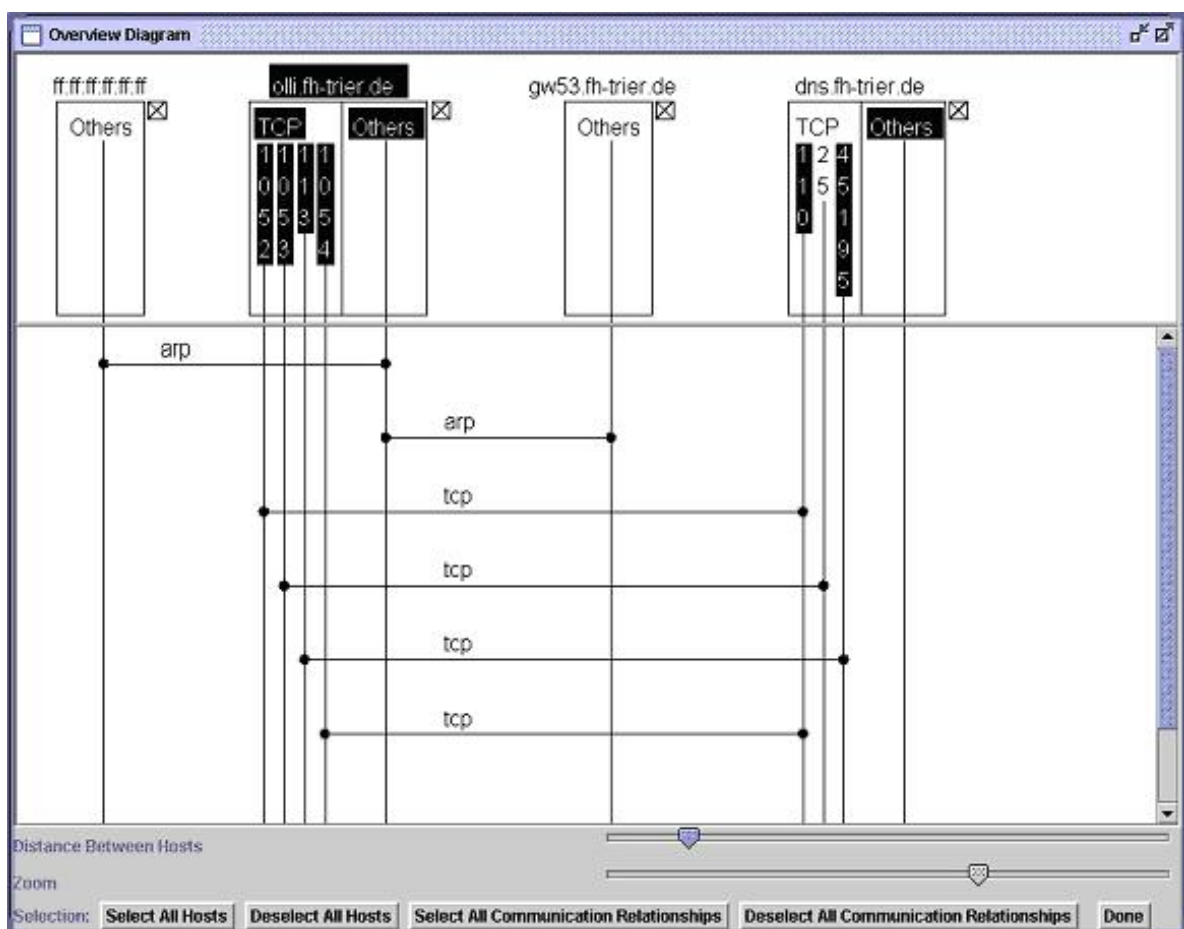 Overview Diagram
ff:ff:ff:ff:ff:ff
olli.fh-trier.de
gw53.fh-trier.de
dns.fh-trier.de
Others
TCP
Others
Others
TCP
Others
1052
1053
113
1054
110
25
45195
arp
arp
tcp
tcp
tcp
tcp
Distance Between Hosts
Zoom
Selection: Select All Hosts Deselect All Hosts Select All Communication Relationships Deselect All Communication Relationships Done